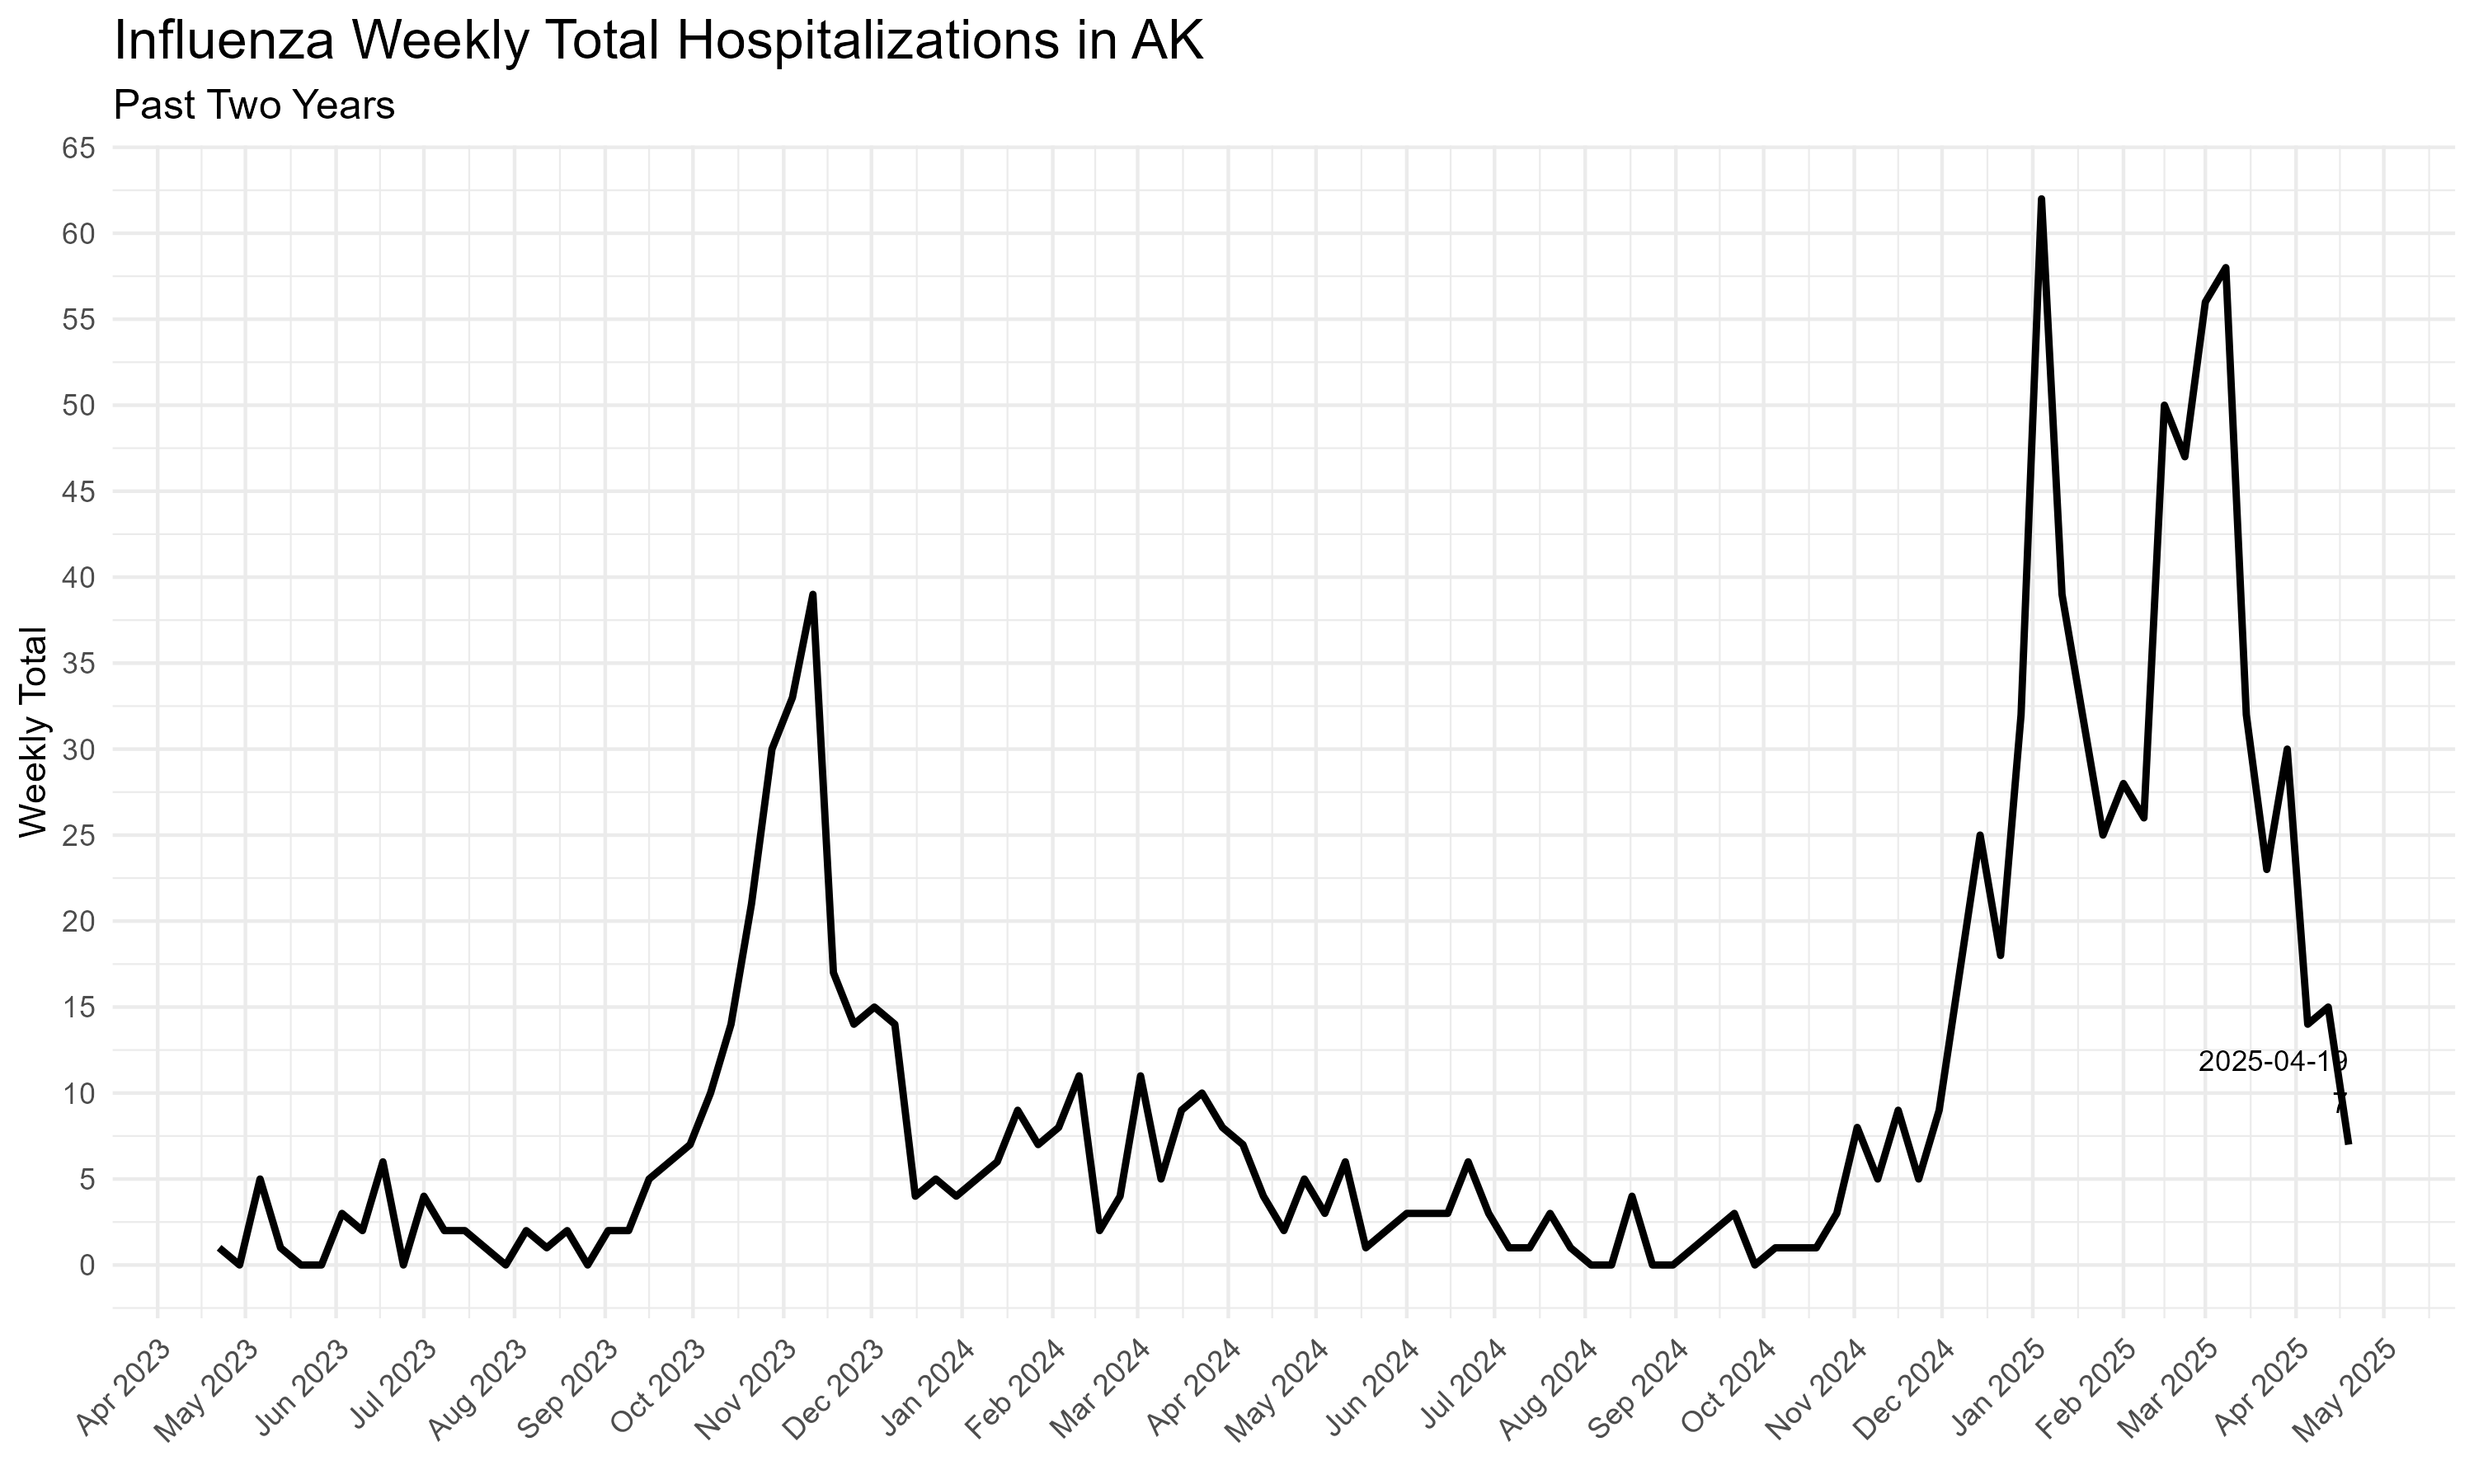 Influenza Weekly Total Hospitalizations in AK
Past Two Years
Weekly Total
65
60
55
50
45
40
35
30
25
20
15
10
5
0
2025-04-19
7
Apr 2023
May 2023
Jun 2023
Jul 2023
Aug 2023
Sep 2023
Oct 2023
Nov 2023
Dec 2023
Jan 2024
Feb 2024
Mar 2024
Apr 2024
May 2024
Jun 2024
Jul 2024
Aug 2024
Sep 2024
Oct 2024
Nov 2024
Dec 2024
Jan 2025
Feb 2025
Mar 2025
Apr 2025
May 2025